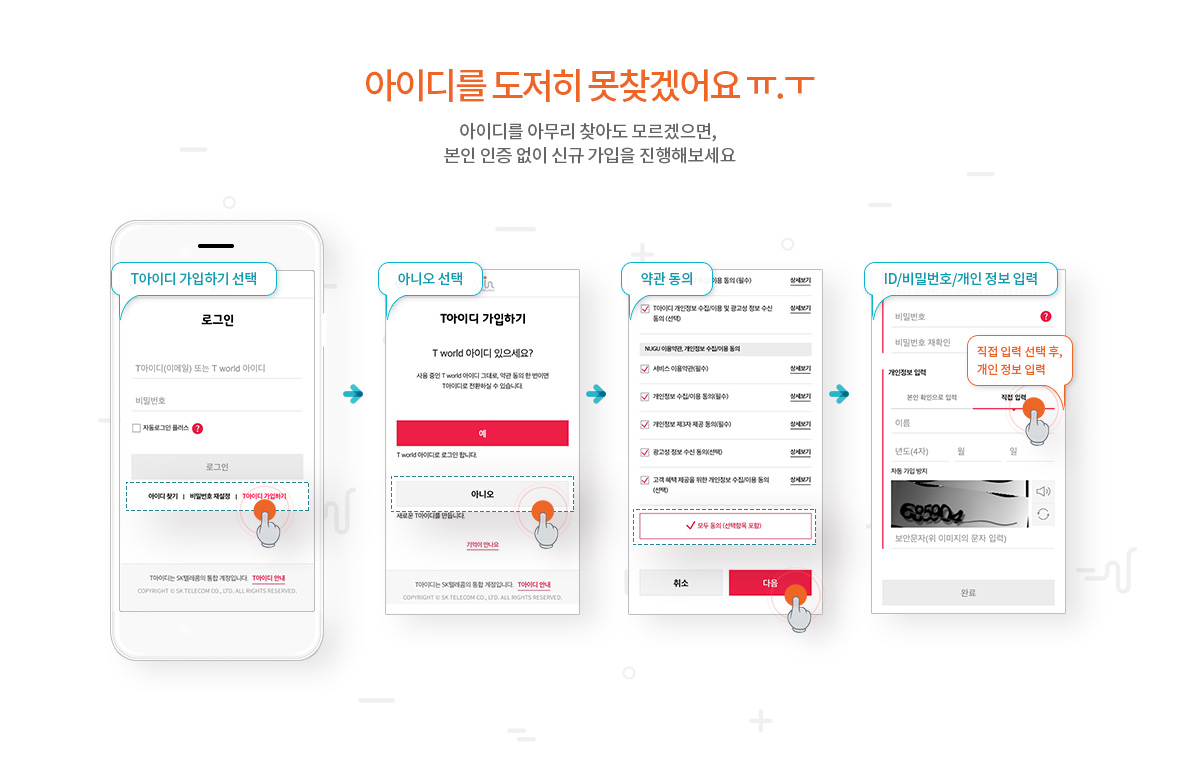 아이디를 도저히 못찾겠어요 ㅠ.ㅜ
아이디를 아무리 찾아도 모르겠으면,
본인 인증 없이 신규 가입을 진행해보세요
T아이디 가입하기 선택
로그인
T아이디(이메일) 또는 T world 아이디
비밀번호
자동로그인 플러스 ?
로그인
아이디 찾기 | 비밀번호 재설정 | T아이디 가입하기
T아이디는 SK텔레콤의 통합 계정입니다. T아이디 안내
COPYRIGHT © SK TELECOM CO., LTD. ALL RIGHTS RESERVED.
아니오 선택
T아이디 가입하기
T world 아이디 있으세요?
사용 중인 T world 아이디 그대로, 약관 동의 한 번이면
T아이디로 전환하실 수 있습니다.
예
T world 아이디로 로그인 합니다.
아니오
새로운 T아이디를 만듭니다.
기억이 안나요
T아이디는 SK텔레콤의 통합 계정입니다. T아이디 안내
COPYRIGHT © SK TELECOM CO., LTD. ALL RIGHTS RESERVED.
약관 동의
이용 동의 (필수) 상세보기
T아이디 개인정보 수집/이용 및 광고성 정보 수신 상세보기
동의 (선택)
NUGU 이용약관, 개인정보 수집/이용 동의
서비스 이용약관(필수) 상세보기
개인정보 수집/이용 동의(필수) 상세보기
개인정보 제3자 제공 동의(필수) 상세보기
광고성 정보 수신 동의(선택) 상세보기
고객 혜택 제공을 위한 개인정보 수집/이용 동의 상세보기
(선택)
모두 동의 (선택항목 포함)
취소 다음
ID/비밀번호/개인 정보 입력
비밀번호 ?
비밀번호 재확인
직접 입력 선택 후,
개인 정보 입력
개인정보 입력
본인 확인으로 입력 직접 입력
이름
년도(4자) 월 일
자동 가입 방지
685904
보안문자(위 이미지의 문자 입력)
완료